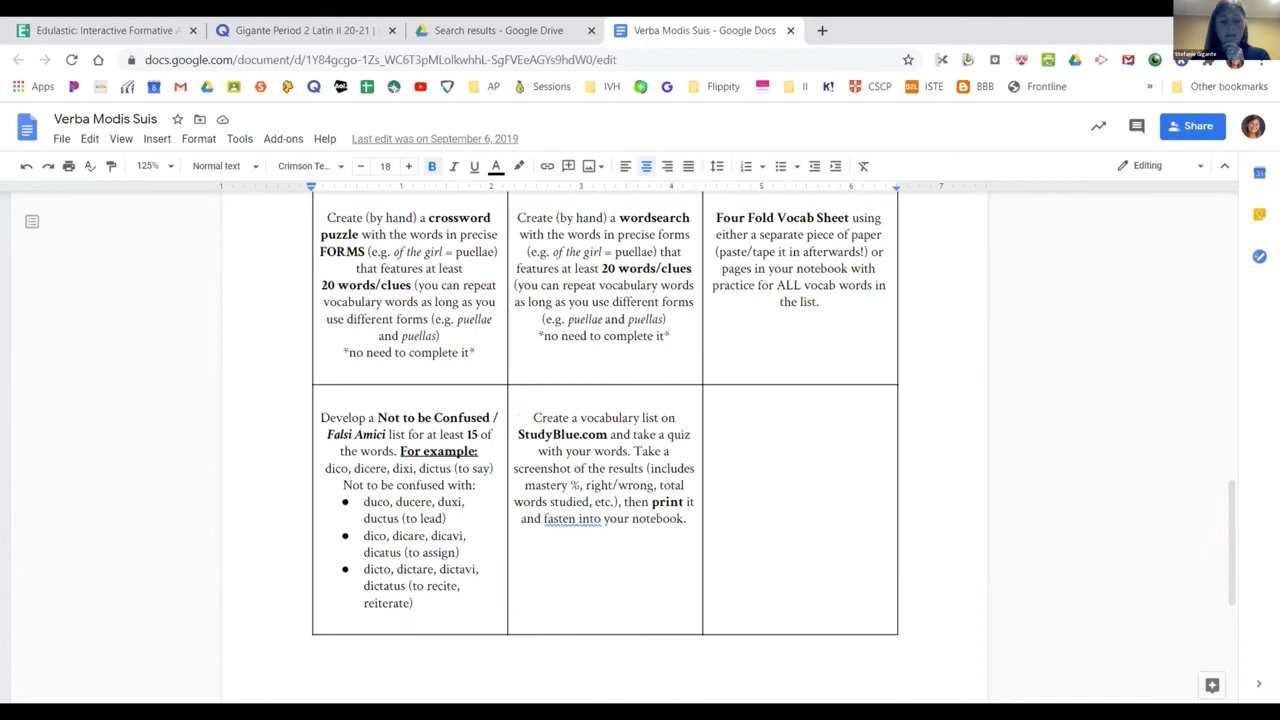 Edulastic: Interactive Formative A
Gigante Period 2 Latin II 20-21 |
Search results - Google Drive
Verba Modis Suis - Google Docs
Stefanie Gigante
docs.google.com/document/d/1Y84gcgo-1Zs_WC6T3pMLolkwhhL-SgFVEeAGYs9hdW0/edit
Apps
AP
Sessions
IVH
Flippity
II
K!
CSCP
ISTE
BBB
Frontline
»
Other bookmarks
Verba Modis Suis
File Edit View Insert Format Tools Add-ons Help Last edit was on September 6, 2019
Share
125% Normal text Crimson Te... 18 B I U A Editing
1 1 2 3 4 5 6 7
Create (by hand) a crossword
puzzle with the words in precise
FORMS (e.g. of the girl = puellae)
that features at least
20 words/clues (you can repeat
vocabulary words as long as you
use different forms (e.g. puellae
and puellas)
*no need to complete it*
Create (by hand) a wordsearch
with the words in precise forms
(e.g. of the girl = puellae) that
features at least 20 words/clues
(you can repeat vocabulary words
as long as you use different forms
(e.g. puellae and puellas)
*no need to complete it*
Four Fold Vocab Sheet using
either a separate piece of paper
(paste/tape it in afterwards!) or
pages in your notebook with
practice for ALL vocab words in
the list.
Develop a Not to be Confused /
Falsi Amici list for at least 15 of
the words. For example:
dico, dicere, dixi, dictus (to say)
Not to be confused with:
● duco, ducere, duxi,
ductus (to lead)
● dico, dicare, dicavi,
dicatus (to assign)
● dicto, dictare, dictavi,
dictatus (to recite,
reiterate)
Create a vocabulary list on
StudyBlue.com and take a quiz
with your words. Take a
screenshot of the results (includes
mastery %, right/wrong, total
words studied, etc.), then print it
and fasten into your notebook.